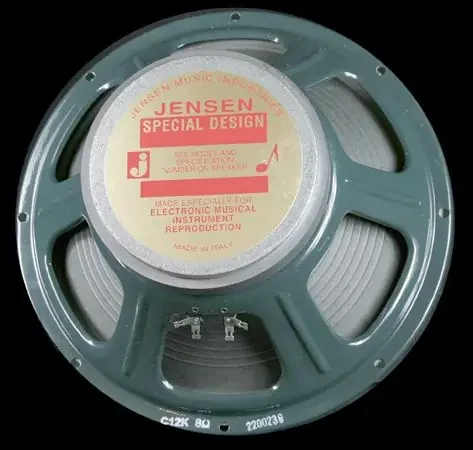 JENSEN MUSIC INDUSTRIES
JENSEN
SPECIAL DESIGN
j
SEE MODEL AND
SPECIFICATION
NUMBER ON SPEAKER
MADE ESPECIALLY FOR
ELECTRONIC MUSICAL
INSTRUMENT
REPRODUCTION
MADE IN ITALY
C12K 8Ω 2200239